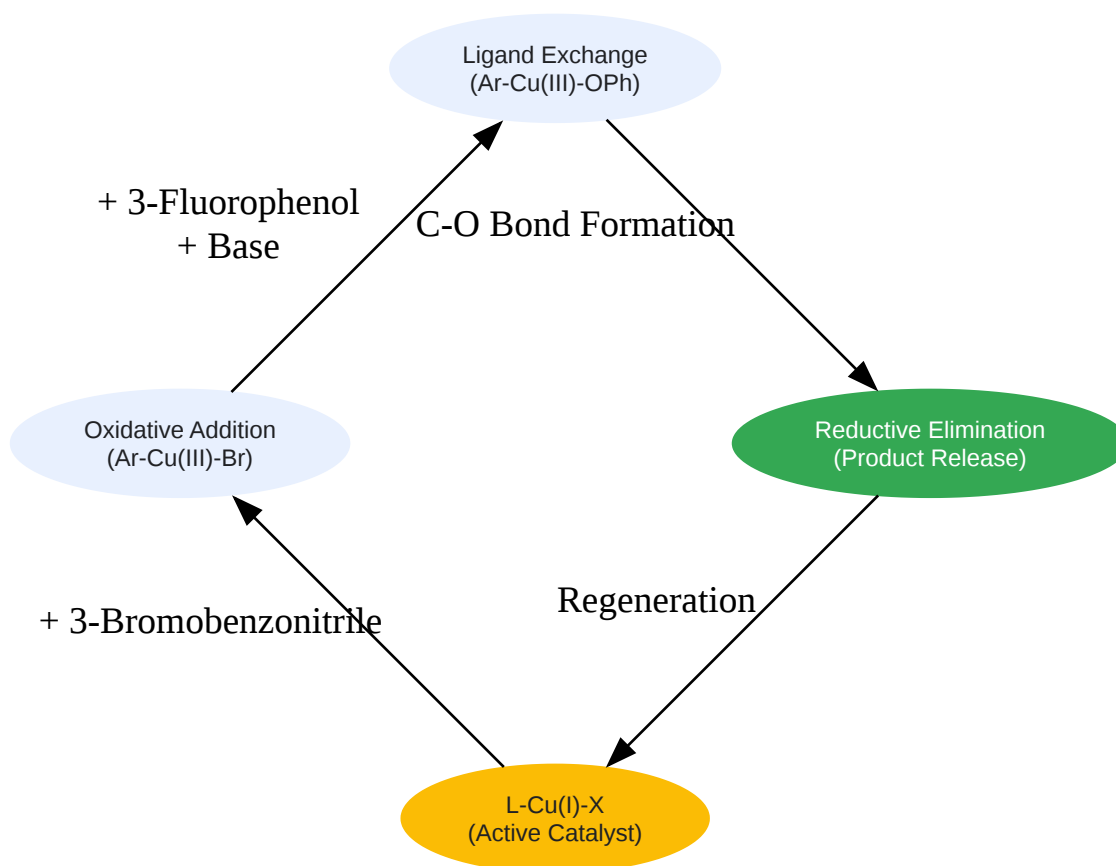 Ligand Exchange
(Ar-Cu(III)-OPh)
+ 3-Fluorophenol
+ Base
C-O Bond Formation
Oxidative Addition
(Ar-Cu(III)-Br)
Reductive Elimination
(Product Release)
+ 3-Bromobenzonitrile
Regeneration
L-Cu(I)-X
(Active Catalyst)